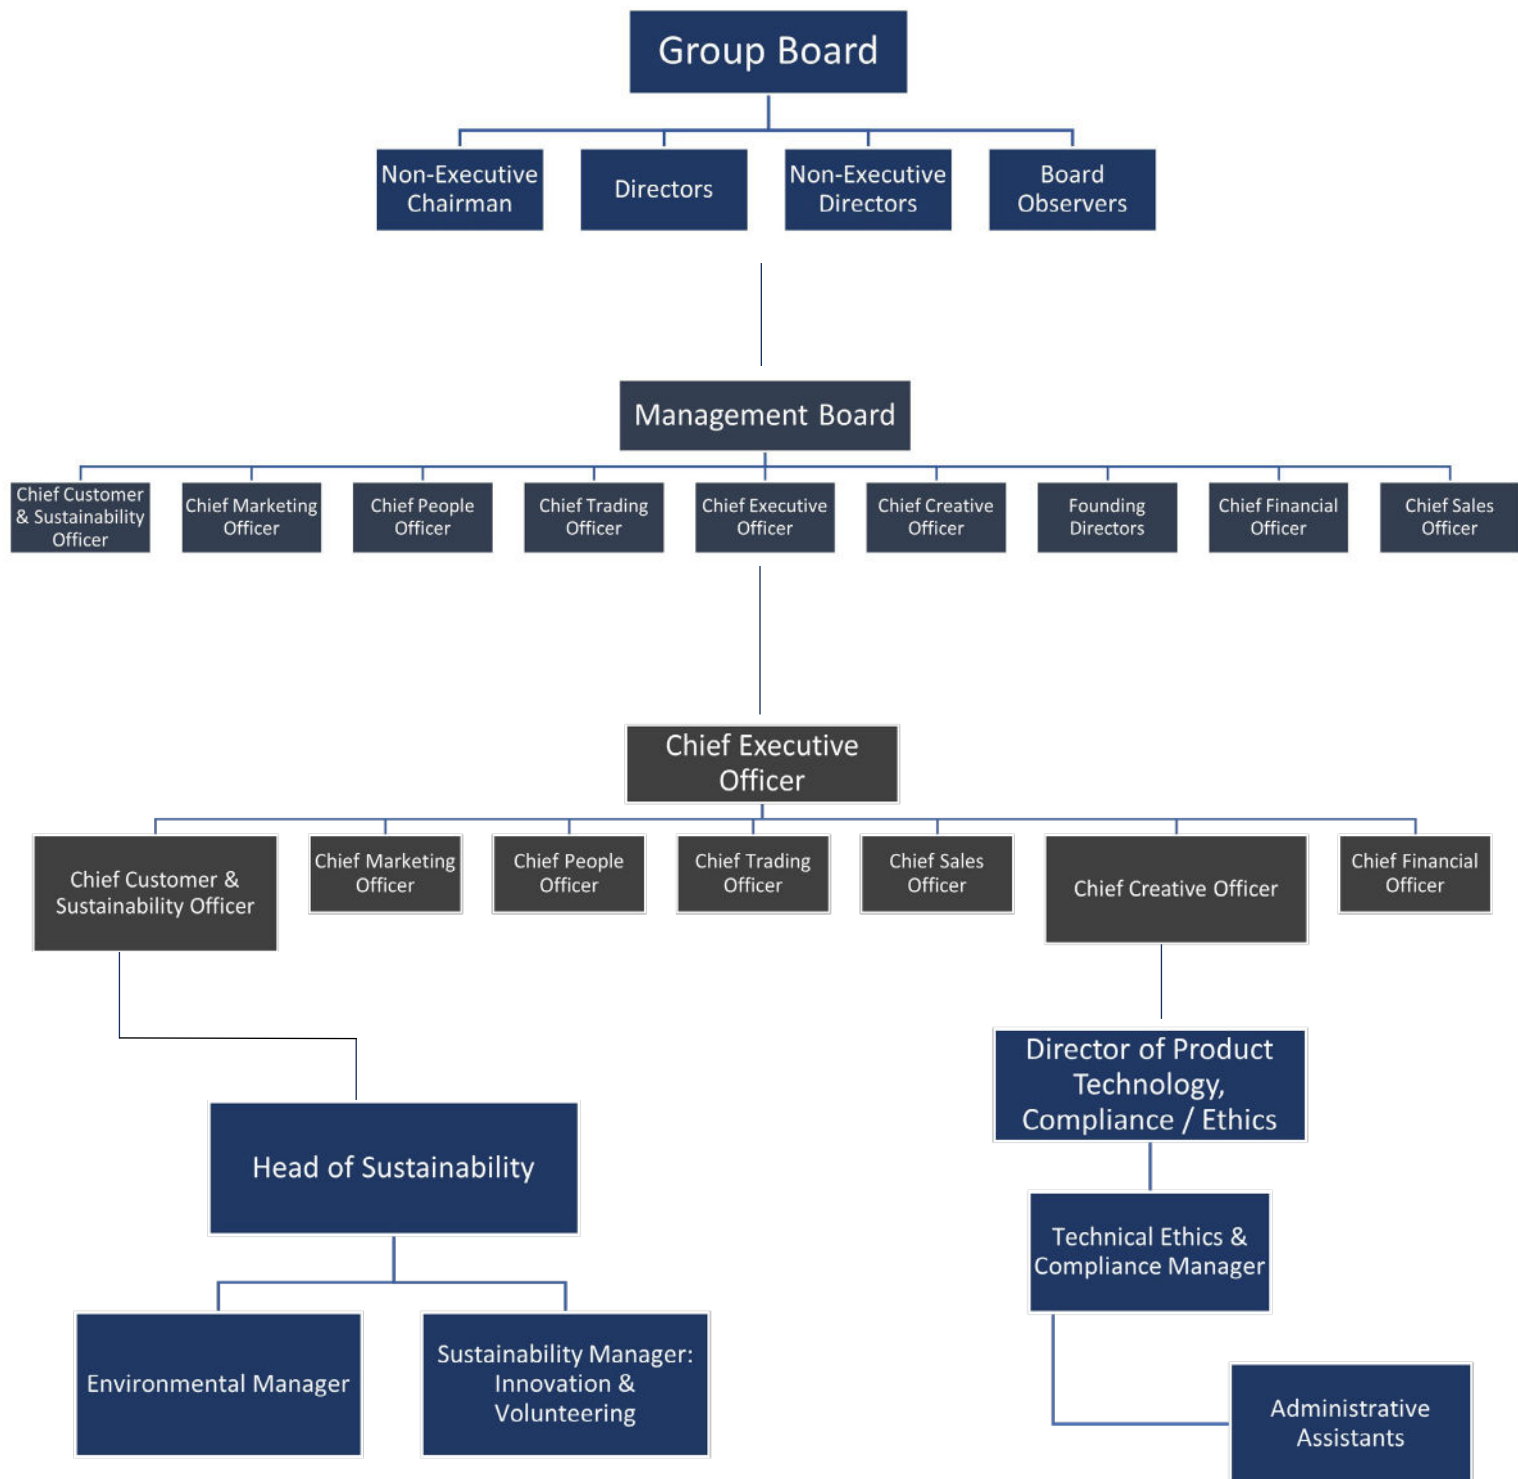 Group Board
Non-Executive
Chairman
Directors
Non-Executive
Directors
Board
Observers
Management Board
Chief Customer
& Sustainability
Officer
Chief Marketing
Officer
Chief People
Officer
Chief Trading
Officer
Chief Executive
Officer
Chief Creative
Officer
Founding
Directors
Chief Financial
Officer
Chief Sales
Officer
Chief Executive
Officer
Chief Customer &
Sustainability Officer
Chief Marketing
Officer
Chief People
Officer
Chief Trading
Officer
Chief Sales
Officer
Chief Creative Officer
Chief Financial
Officer
Head of Sustainability
Environmental Manager
Sustainability Manager:
Innovation &
Volunteering
Director of Product
Technology,
Compliance / Ethics
Technical Ethics &
Compliance Manager
Administrative
Assistants